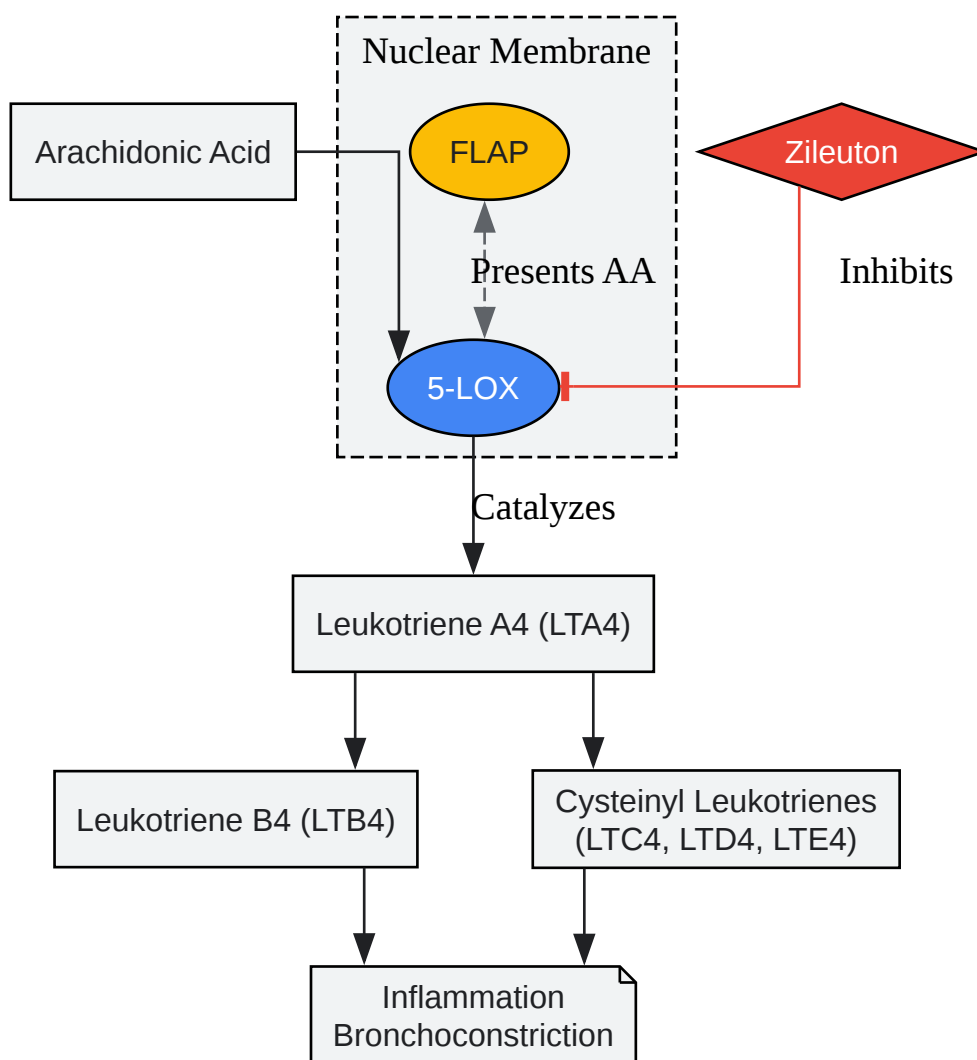 Nuclear Membrane
Arachidonic Acid
FLAP
Zileuton
Presents AA
Inhibits
5-LOX
Catalyzes
Leukotriene A4 (LTA4)
Leukotriene B4 (LTB4)
Cysteinyl Leukotrienes
(LTC4, LTD4, LTE4)
Inflammation
Bronchoconstriction